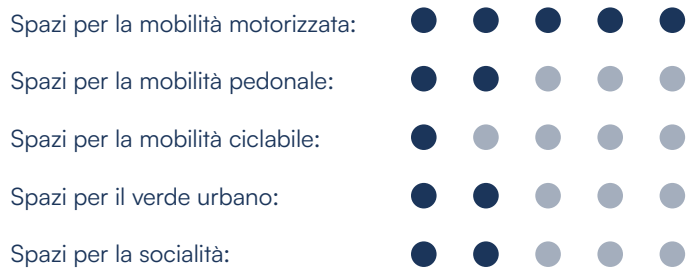 Spazi per la mobilità motorizzata:
Spazi per la mobilità pedonale:
Spazi per la mobilità ciclabile:
Spazi per il verde urbano:
Spazi per la socialità: